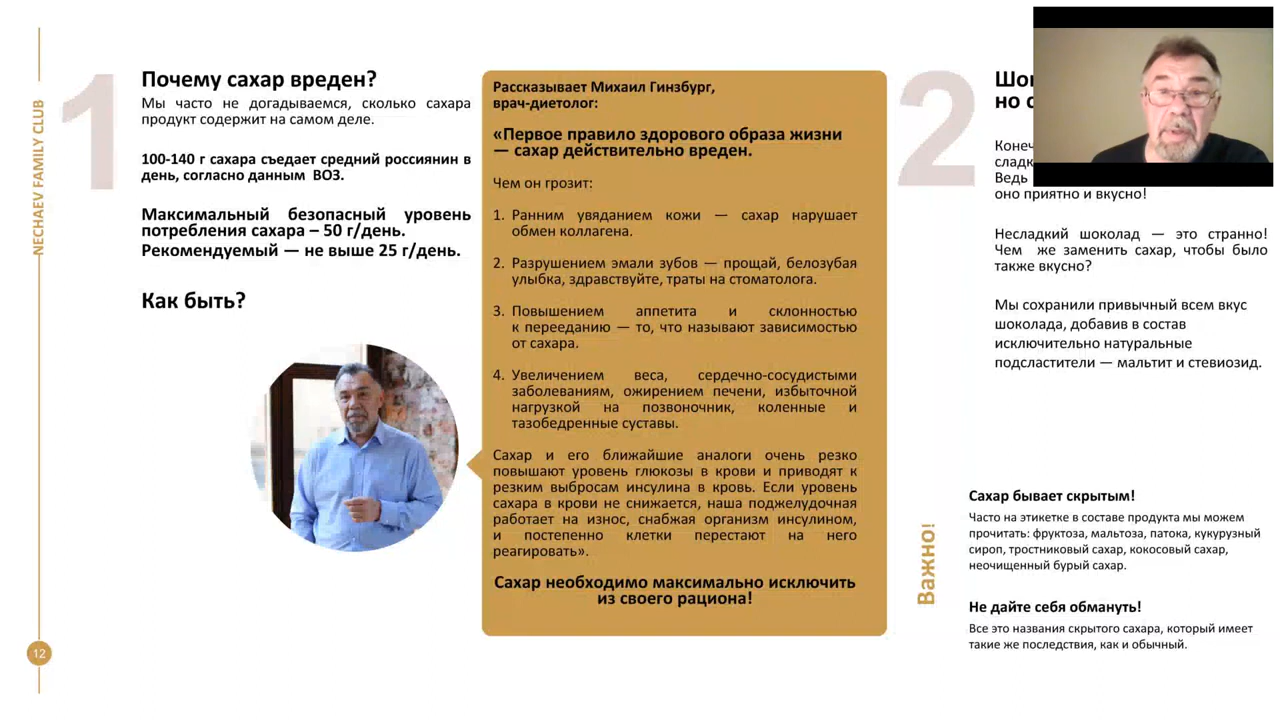 NECHAEV FAMILY CLUB
12
1
Почему сахар вреден?
Мы часто не догадываемся, сколько сахара
продукт содержит на самом деле.
100-140 г сахара съедает средний россиянин в
день, согласно данным ВОЗ.
Максимальный безопасный уровень
потребления сахара – 50 г/день.
Рекомендуемый — не выше 25 г/день.
Как быть?
Рассказывает Михаил Гинзбург,
врач-диетолог:
«Первое правило здорового образа жизни
— сахар действительно вреден.
Чем он грозит:
1. Ранним увяданием кожи — сахар нарушает
обмен коллагена.
2. Разрушением эмали зубов — прощай, белозубая
улыбка, здравствуйте, траты на стоматолога.
3. Повышением аппетита и склонностью
к перееданию — то, что называют зависимостью
от сахара.
4. Увеличением веса, сердечно-сосудистыми
заболеваниям, ожирением печени, избыточной
нагрузкой на позвоночник, коленные и
тазобедренные суставы.
Сахар и его ближайшие аналоги очень резко
повышают уровень глюкозы в крови и приводят к
резким выбросам инсулина в кровь. Если уровень
сахара в крови не снижается, наша поджелудочная
работает на износ, снабжая организм инсулином,
и постепенно клетки перестают на него
реагировать».
Сахар необходимо максимально исключить
из своего рациона!
2
но
Ведь
оно приятно и вкусно!
Несладкий шоколад — это странно!
Чем же заменить сахар, чтобы было
также вкусно?
Мы сохранили привычный всем вкус
шоколада, добавив в состав
исключительно натуральные
подсластители — мальтит и стевиозид.
Важно!
Сахар бывает скрытым!
Часто на этикетке в составе продукта мы можем
прочитать: фруктоза, мальтоза, патока, кукурузный
сироп, тростниковый сахар, кокосовый сахар,
неочищенный бурый сахар.
Не дайте себя обмануть!
Все это названия скрытого сахара, который имеет
такие же последствия, как и обычный.